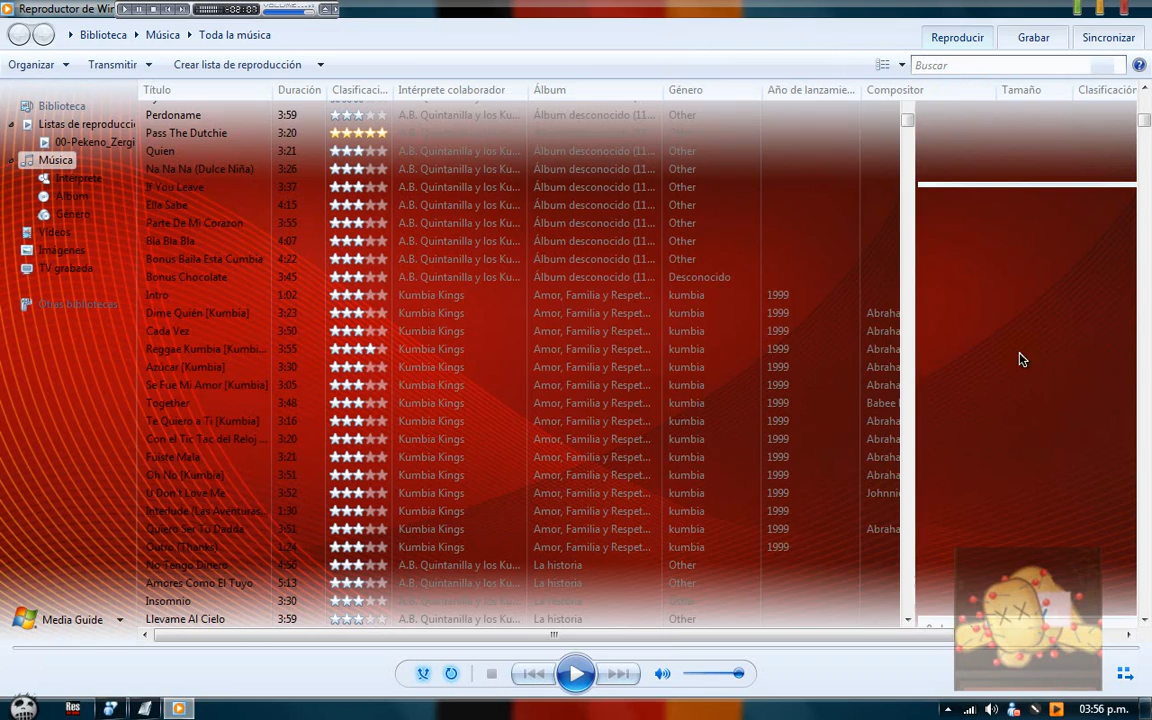 Reproductor de Wir
-02:07 VOLUME
Biblioteca Música Toda la música Reproducir Grabar Sincronizar
Organizar Transmitir Crear lista de reproducción Buscar
Título Duración Clasificaci... Intérprete colaborador Álbum Género Año de lanzamie... Compositor Tamaño Clasificación
Biblioteca
Listas de reproducci
00-Pekeno_Zergi
Música
Intérprete
Álbum
Género
Vídeos
Imágenes
TV grabada
Otras bibliotecas
Perdoname 3:59 A.B. Quintanilla y los Ku... Álbum desconocido (11... Other
Pass The Dutchie 3:20 A.B. Quintanilla y los Ku... Álbum desconocido (11... Other
Quien 3:21 A.B. Quintanilla y los Ku... Álbum desconocido (11... Other
Na Na Na (Dulce Niña) 3:26 A.B. Quintanilla y los Ku... Álbum desconocido (11... Other
If You Leave 3:37 A.B. Quintanilla y los Ku... Álbum desconocido (11... Other
Ella Sabe 4:15 A.B. Quintanilla y los Ku... Álbum desconocido (11... Other
Parte De Mi Corazon 3:55 A.B. Quintanilla y los Ku... Álbum desconocido (11... Other
Bla Bla Bla 4:07 A.B. Quintanilla y los Ku... Álbum desconocido (11... Other
Bonus Baila Esta Cumbia 4:22 A.B. Quintanilla y los Ku... Álbum desconocido (11... Other
Bonus Chocolate 3:45 A.B. Quintanilla y los Ku... Álbum desconocido (11... Desconocido
Intro 1:02 Kumbia Kings Amor, Familia y Respet... kumbia 1999
Dime Quién [Kumbia] 3:23 Kumbia Kings Amor, Familia y Respet... kumbia 1999 Abraha
Cada Vez 3:50 Kumbia Kings Amor, Familia y Respet... kumbia 1999 Abraha
Reggae Kumbia [Kumbi... 3:55 Kumbia Kings Amor, Familia y Respet... kumbia 1999 Abraha
Azúcar [Kumbia] 3:30 Kumbia Kings Amor, Familia y Respet... kumbia 1999 Abraha
Se Fue Mi Amor [Kumbia] 3:05 Kumbia Kings Amor, Familia y Respet... kumbia 1999 Abraha
Together 3:48 Kumbia Kings Amor, Familia y Respet... kumbia 1999 Babee
Te Quiero a Ti [Kumbia] 3:16 Kumbia Kings Amor, Familia y Respet... kumbia 1999 Abraha
Con el Tic Tac del Reloj ... 3:20 Kumbia Kings Amor, Familia y Respet... kumbia 1999 Abraha
Fuiste Mala 3:21 Kumbia Kings Amor, Familia y Respet... kumbia 1999 Abraha
Oh No (Kumbia) 3:25 Kumbia Kings Amor, Familia y Respet... kumbia 1999 Abraha
U Don't Love Me 3:52 Kumbia Kings Amor, Familia y Respet... kumbia 1999 Johnni
Interlude (Las Aventuras... 1:30 Kumbia Kings Amor, Familia y Respet... kumbia 1999
Quiero Ser Tu Dadda 3:51 Kumbia Kings Amor, Familia y Respet... kumbia 1999 Abraha
Outro (Thanks) 1:24 Kumbia Kings Amor, Familia y Respet... kumbia 1999
No Tengo Dinero 4:56 A.B. Quintanilla y los Ku... La historia Other
Amores Como El Tuyo 5:13 A.B. Quintanilla y los Ku... La historia Other
Insomnio 3:30 A.B. Quintanilla y los Ku... La historia Other
Llevame Al Cielo 3:59 A.B. Quintanilla y los Ku... La historia Other
Media Guide
Res
03:56 p.m.